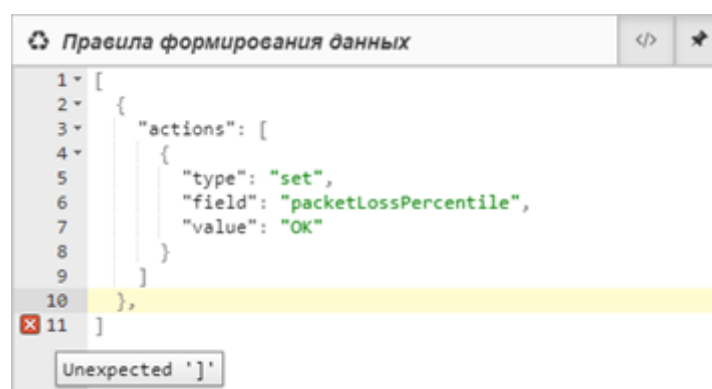 Правила формирования данных </>
1 [
2 {
3 "actions": [
4 {
5 "type": "set",
6 "field": "packetLossPercentile",
7 "value": "OK"
8 }
9 ]
10 },
11 ]
Unexpected ']'